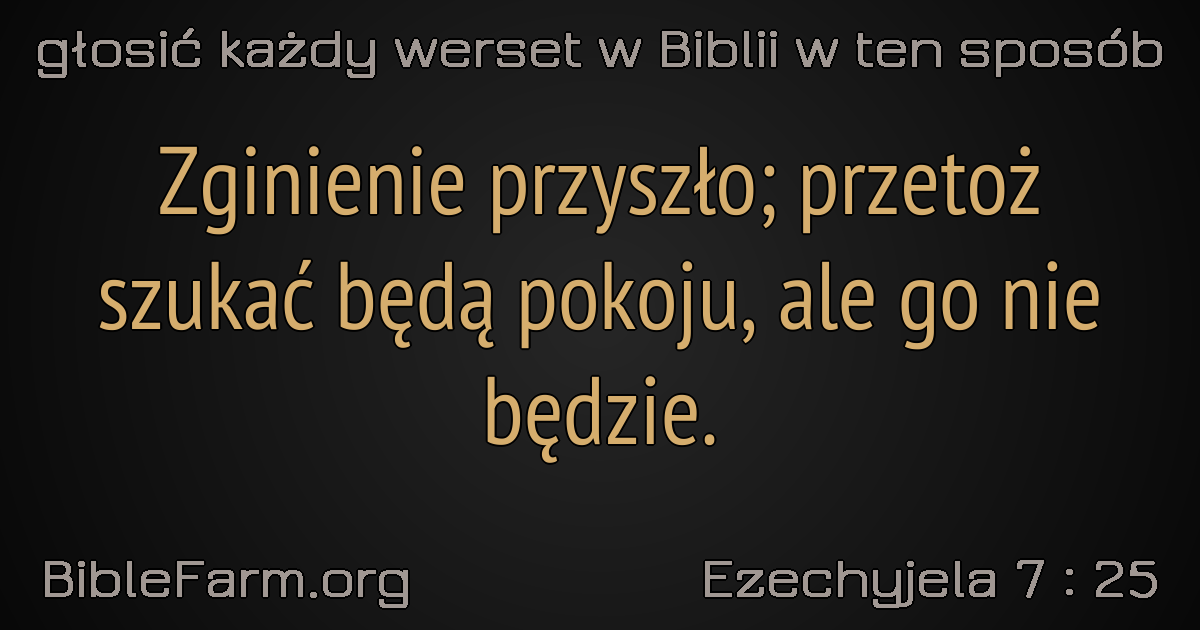 głosić każdy werset w Biblii w ten sposób
Zginienie przyszło; przetoż
szukać będą pokoju, ale go nie
będzie.
BibleFarm.org
Ezechyjela 7 : 25